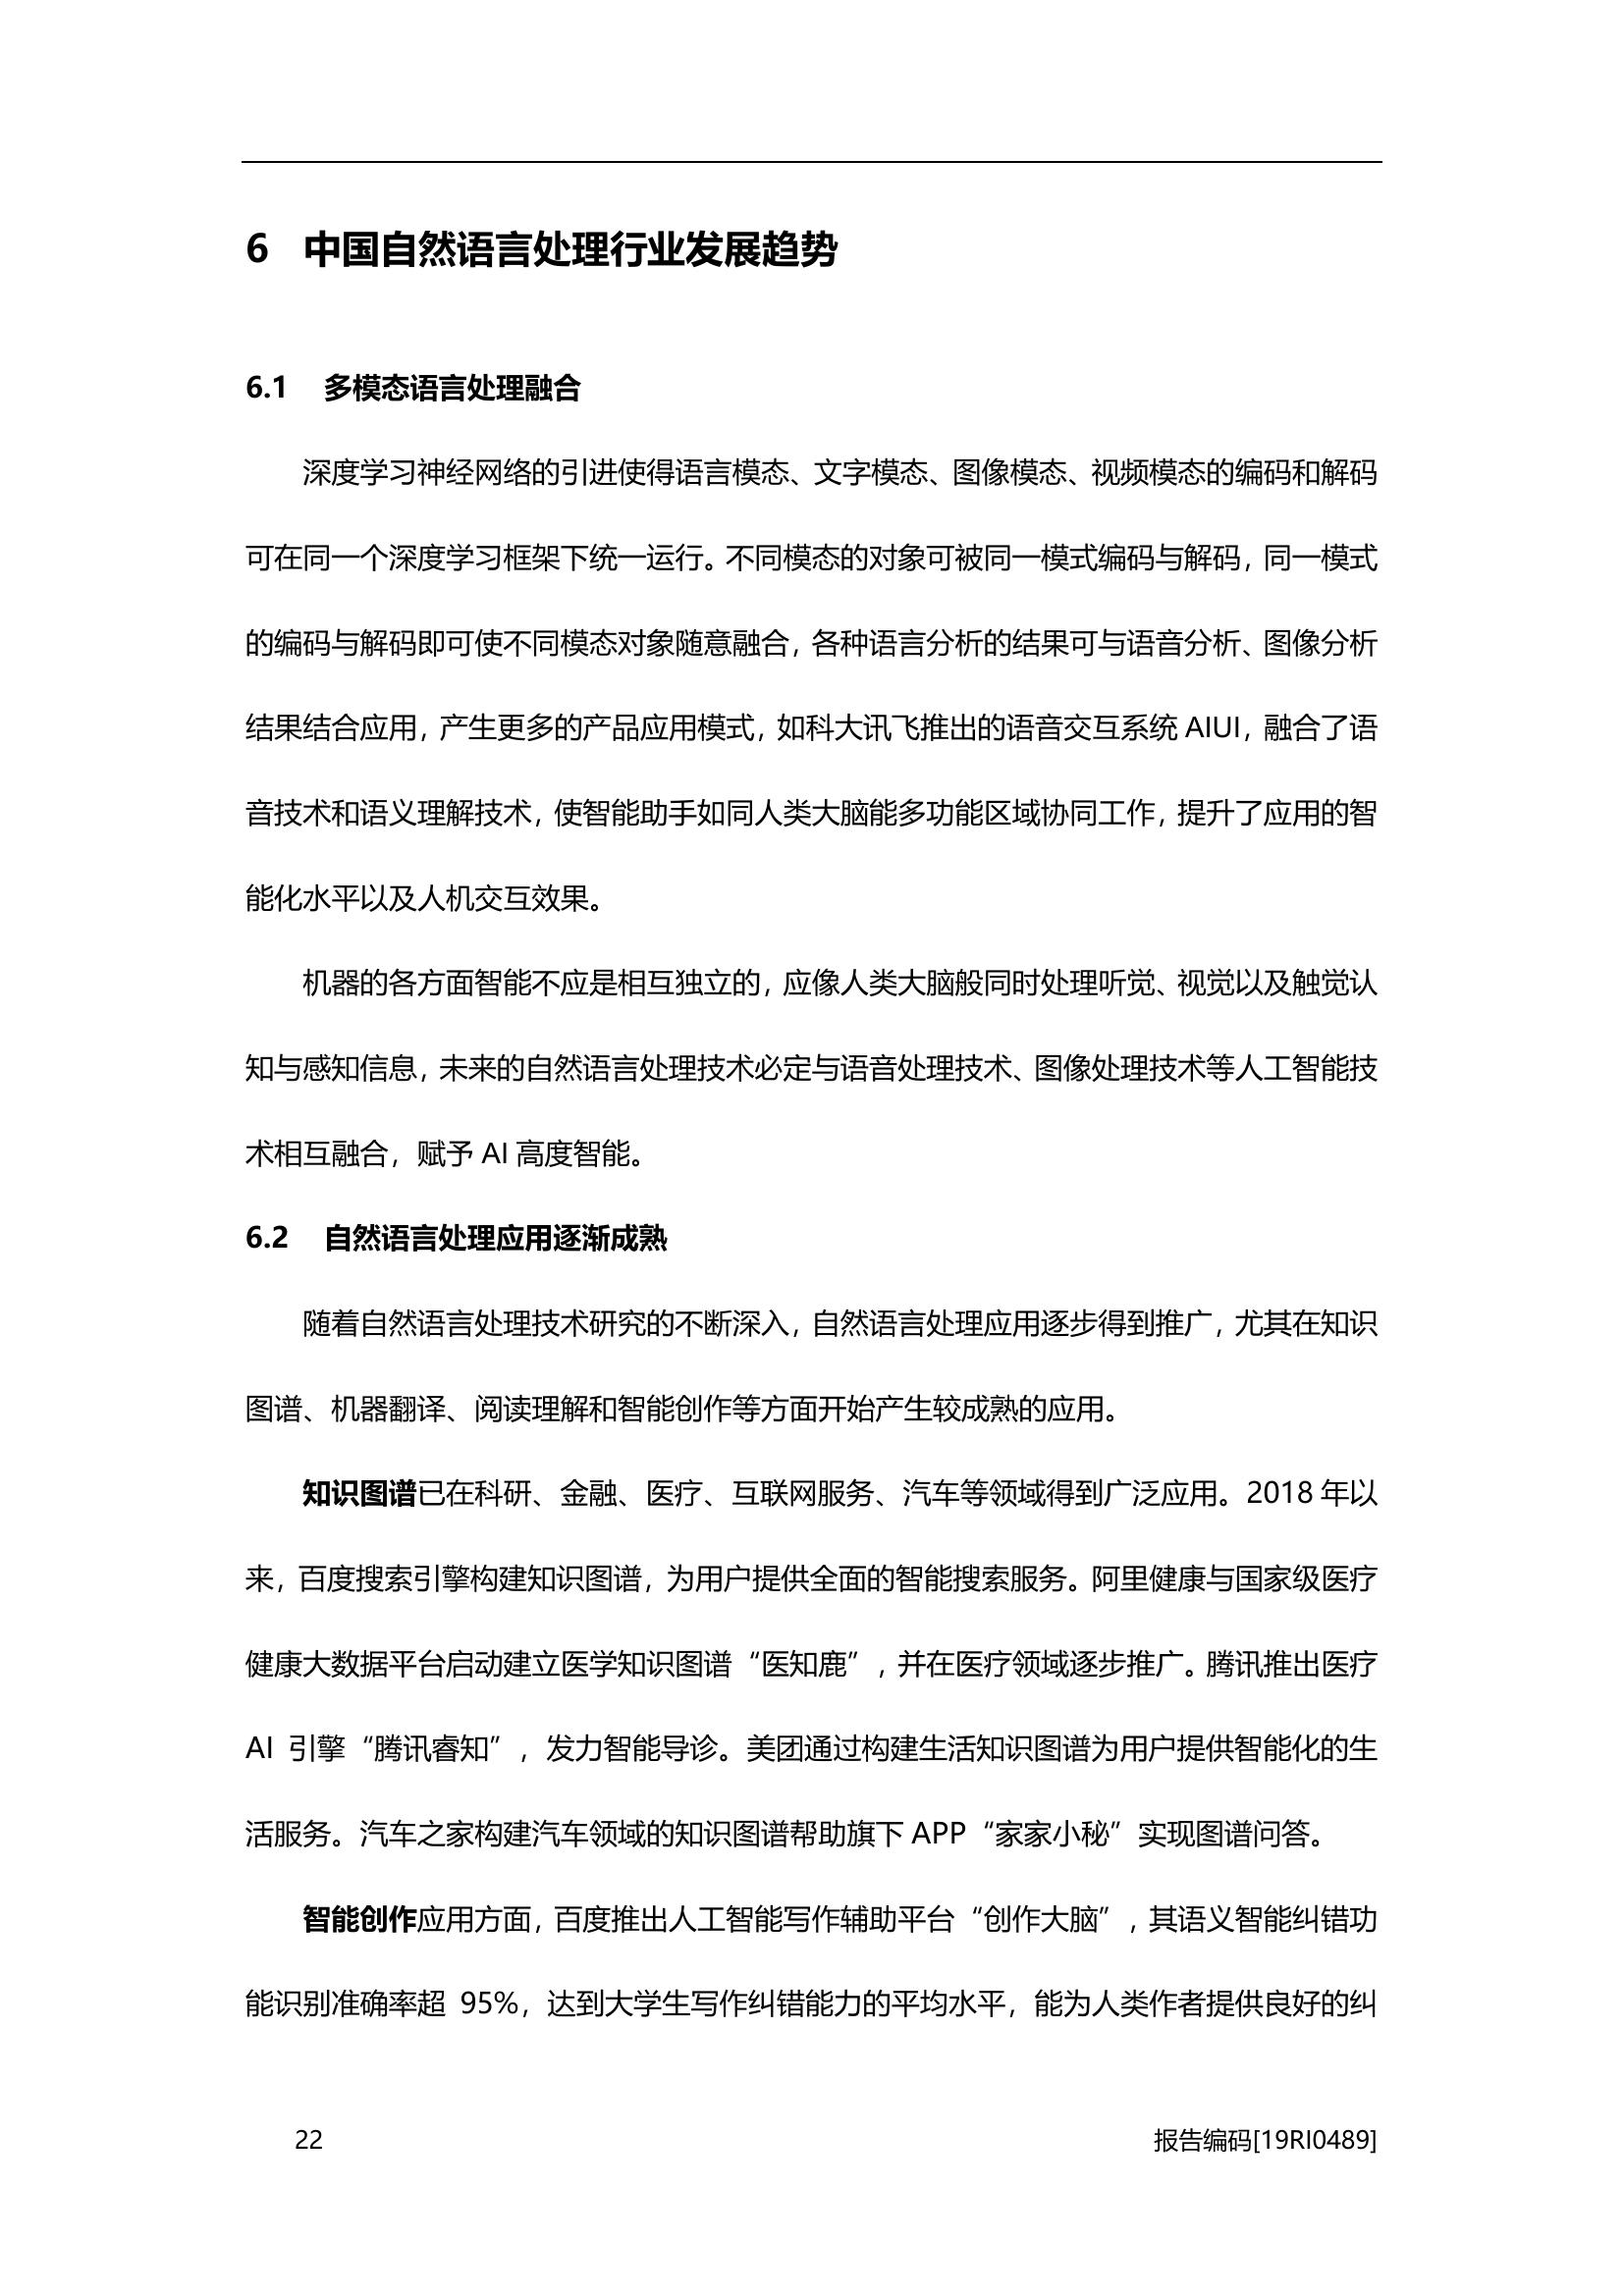 6 中国自然语言处理行业发展趋势
6.1 多模态语言处理融合
深度学习神经网络的引进使得语言模态、文字模态、图像模态、视频模态的编码和解码
可在同一个深度学习框架下统一运行。不同模态的对象可被同一模式编码与解码，同一模式
的编码与解码即可使不同模态对象随意融合，各种语言分析的结果可与语音分析、图像分析
结果结合应用，产生更多的产品应用模式，如科大讯飞推出的语音交互系统 AIUI，融合了语
音技术和语义理解技术，使智能助手如同人类大脑能多功能区域协同工作，提升了应用的智
能化水平以及人机交互效果。
机器的各方面智能不应是相互独立的，应像人类大脑般同时处理听觉、视觉以及触觉认
知与感知信息，未来的自然语言处理技术必定与语音处理技术、图像处理技术等人工智能技
术相互融合，赋予 AI 高度智能。
6.2 自然语言处理应用逐渐成熟
随着自然语言处理技术研究的不断深入，自然语言处理应用逐步得到推广，尤其在知识
图谱、机器翻译、阅读理解和智能创作等方面开始产生较成熟的应用。
知识图谱已在科研、金融、医疗、互联网服务、汽车等领域得到广泛应用。2018 年以
来，百度搜索引擎构建知识图谱，为用户提供全面的智能搜索服务。阿里健康与国家级医疗
健康大数据平台启动建立医学知识图谱“医知鹿”，并在医疗领域逐步推广。腾讯推出医疗
AI 引擎“腾讯睿知”，发力智能导诊。美团通过构建生活知识图谱为用户提供智能化的生
活服务。汽车之家构建汽车领域的知识图谱帮助旗下 APP“家家小秘”实现图谱问答。
智能创作应用方面，百度推出人工智能写作辅助平台“创作大脑”，其语义智能纠错功
能识别准确率超 95%，达到大学生写作纠错能力的平均水平，能为人类作者提供良好的纠
22 报告编码[19RI0489]